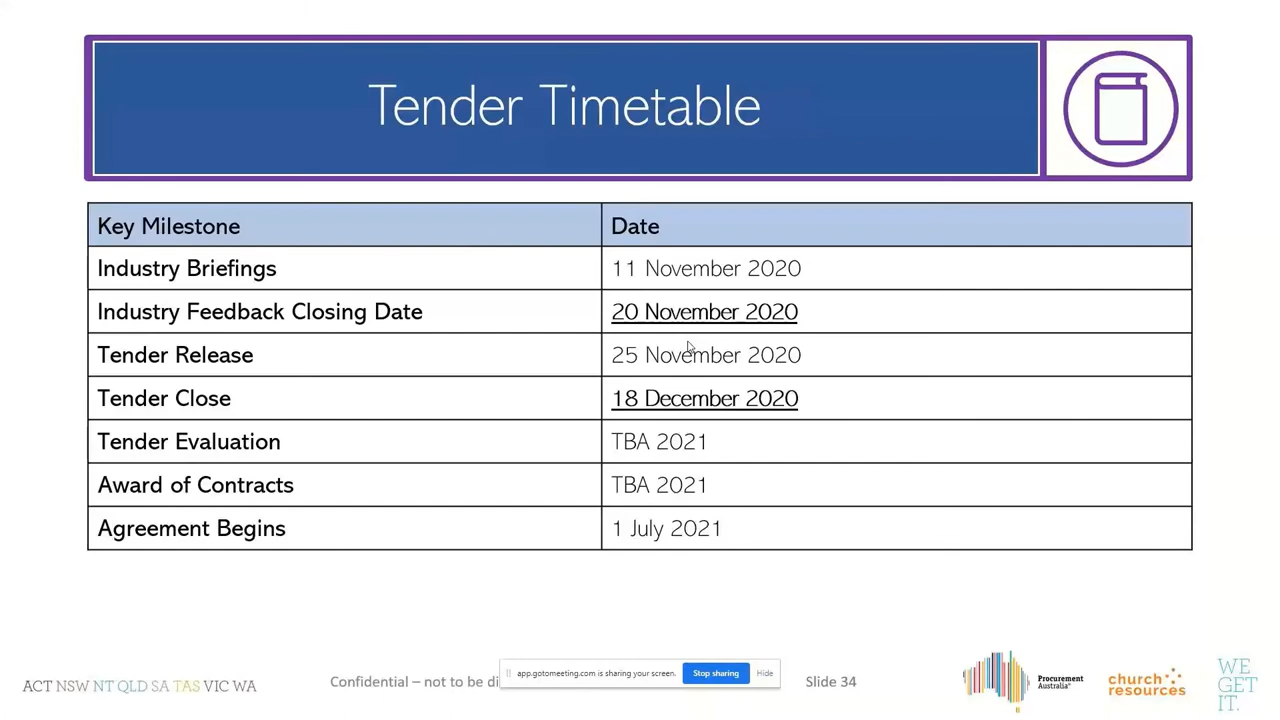 Tender Timetable
Key Milestone Date
Industry Briefings 11 November 2020
Industry Feedback Closing Date 20 November 2020
Tender Release 25 November 2020
Tender Close 18 December 2020
Tender Evaluation TBA 2021
Award of Contracts TBA 2021
Agreement Begins 1 July 2021
ACT NSW NT QLD SA TAS VIC WA
Confidential – not to be di
app.gotomeeting.com is sharing your screen. Stop sharing Hide
Slide 34
Procurement
Australia®
church
resources
WE
GET
IT.